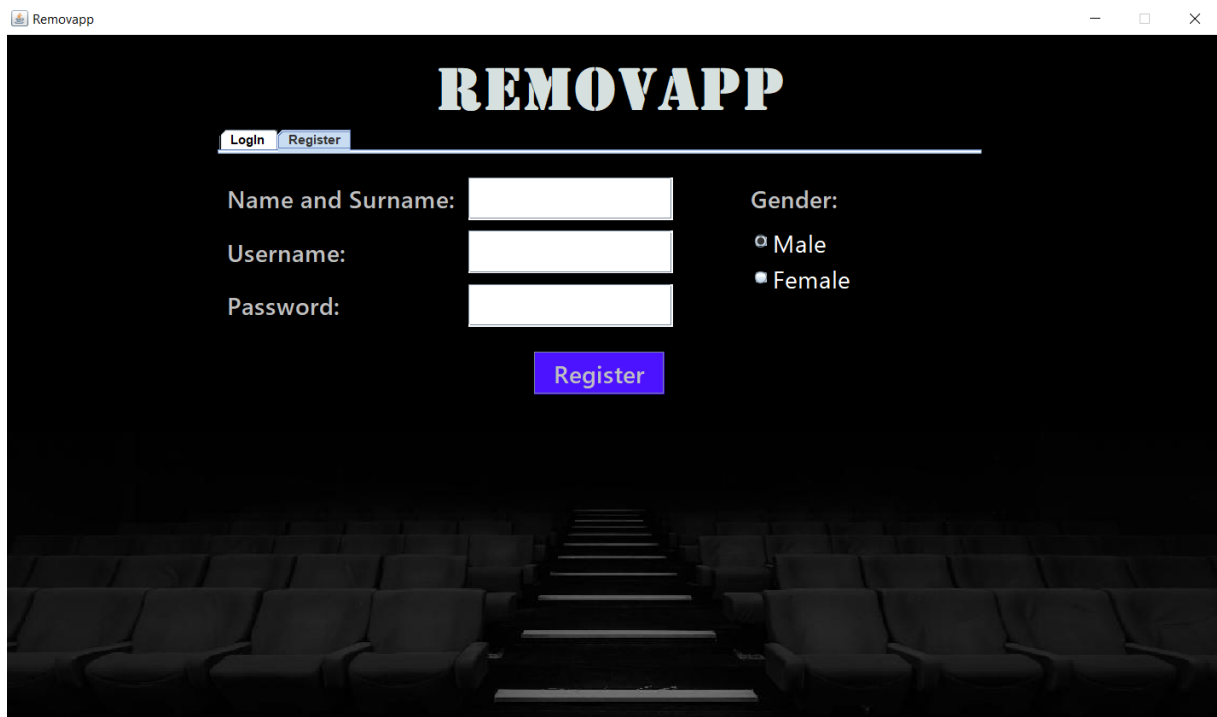 Removapp
REMOVAPP
LogIn Register
Name and Surname:
Username:
Password:
Gender:
Male
Female
Register